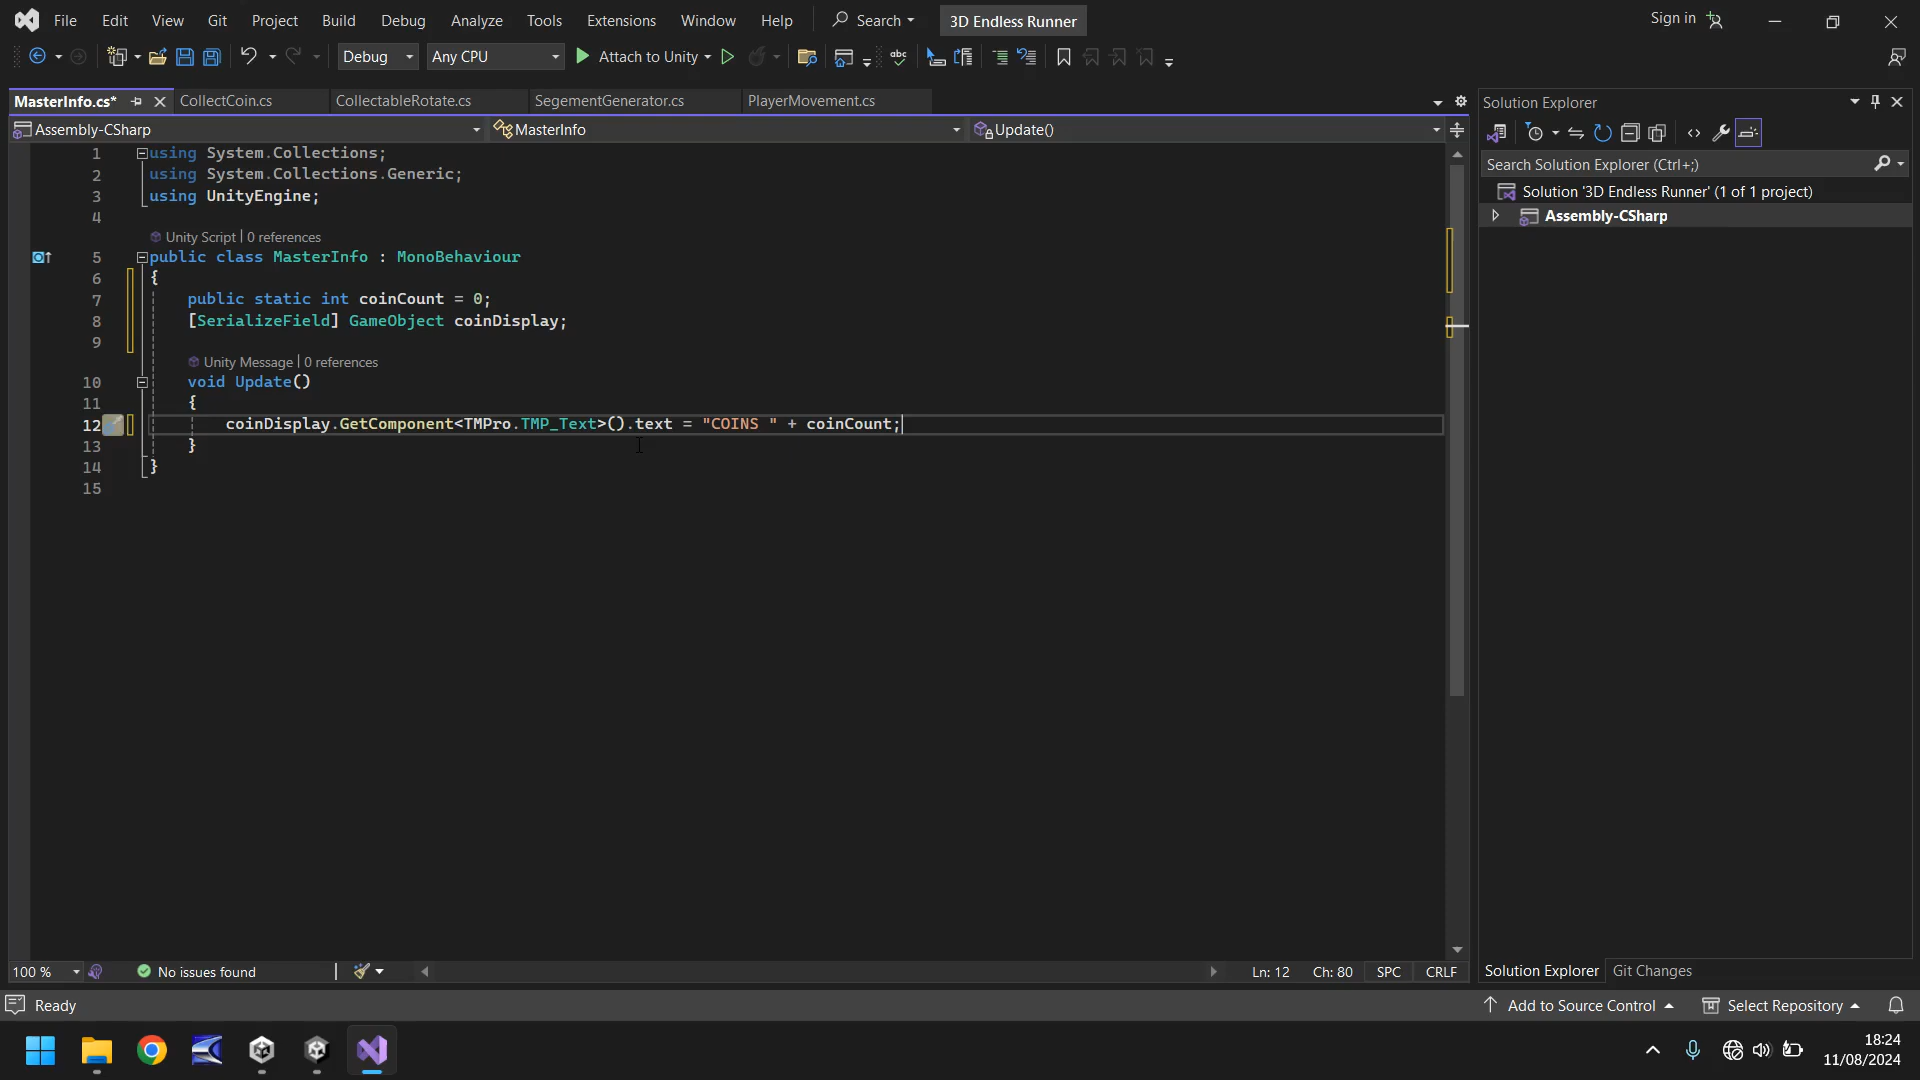 File Edit View Git Project Build Debug Analyze Tools Extensions Window Help Search 3D Endless Runner Sign in
Debug Any CPU Attach to Unity abc
MasterInfo.cs* CollectCoin.cs CollectableRotate.cs SegementGenerator.cs PlayerMovement.cs
Assembly-CSharp MasterInfo Update()
1 using System.Collections;
2 using System.Collections.Generic;
3 using UnityEngine;
4
Unity Script | 0 references
5 public class MasterInfo : MonoBehaviour
6 {
7 public static int coinCount = 0;
8 [SerializeField] GameObject coinDisplay;
9
Unity Message | 0 references
10 void Update()
11 {
12 coinDisplay.GetComponent<TMPro.TMP_Text>().text = "COINS " + coinCount;
13 }
14 }
15
100 % No issues found Ln: 12 Ch: 80 SPC CRLF
Solution Explorer
Search Solution Explorer (Ctrl+;)
Solution '3D Endless Runner' (1 of 1 project)
Assembly-CSharp
Solution Explorer Git Changes
Ready Add to Source Control Select Repository
18:24
11/08/2024